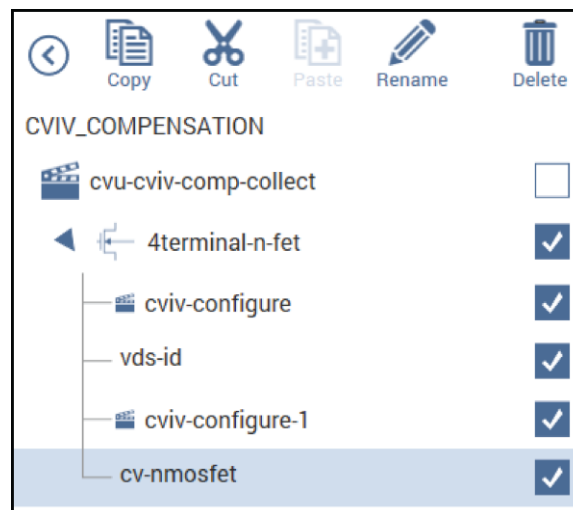 Copy Cut Paste Rename Delete
CVIV_COMPENSATION
cvu-cviv-comp-collect
4terminal-n-fet
cviv-configure
vds-id
cviv-configure-1
cv-nmosfet